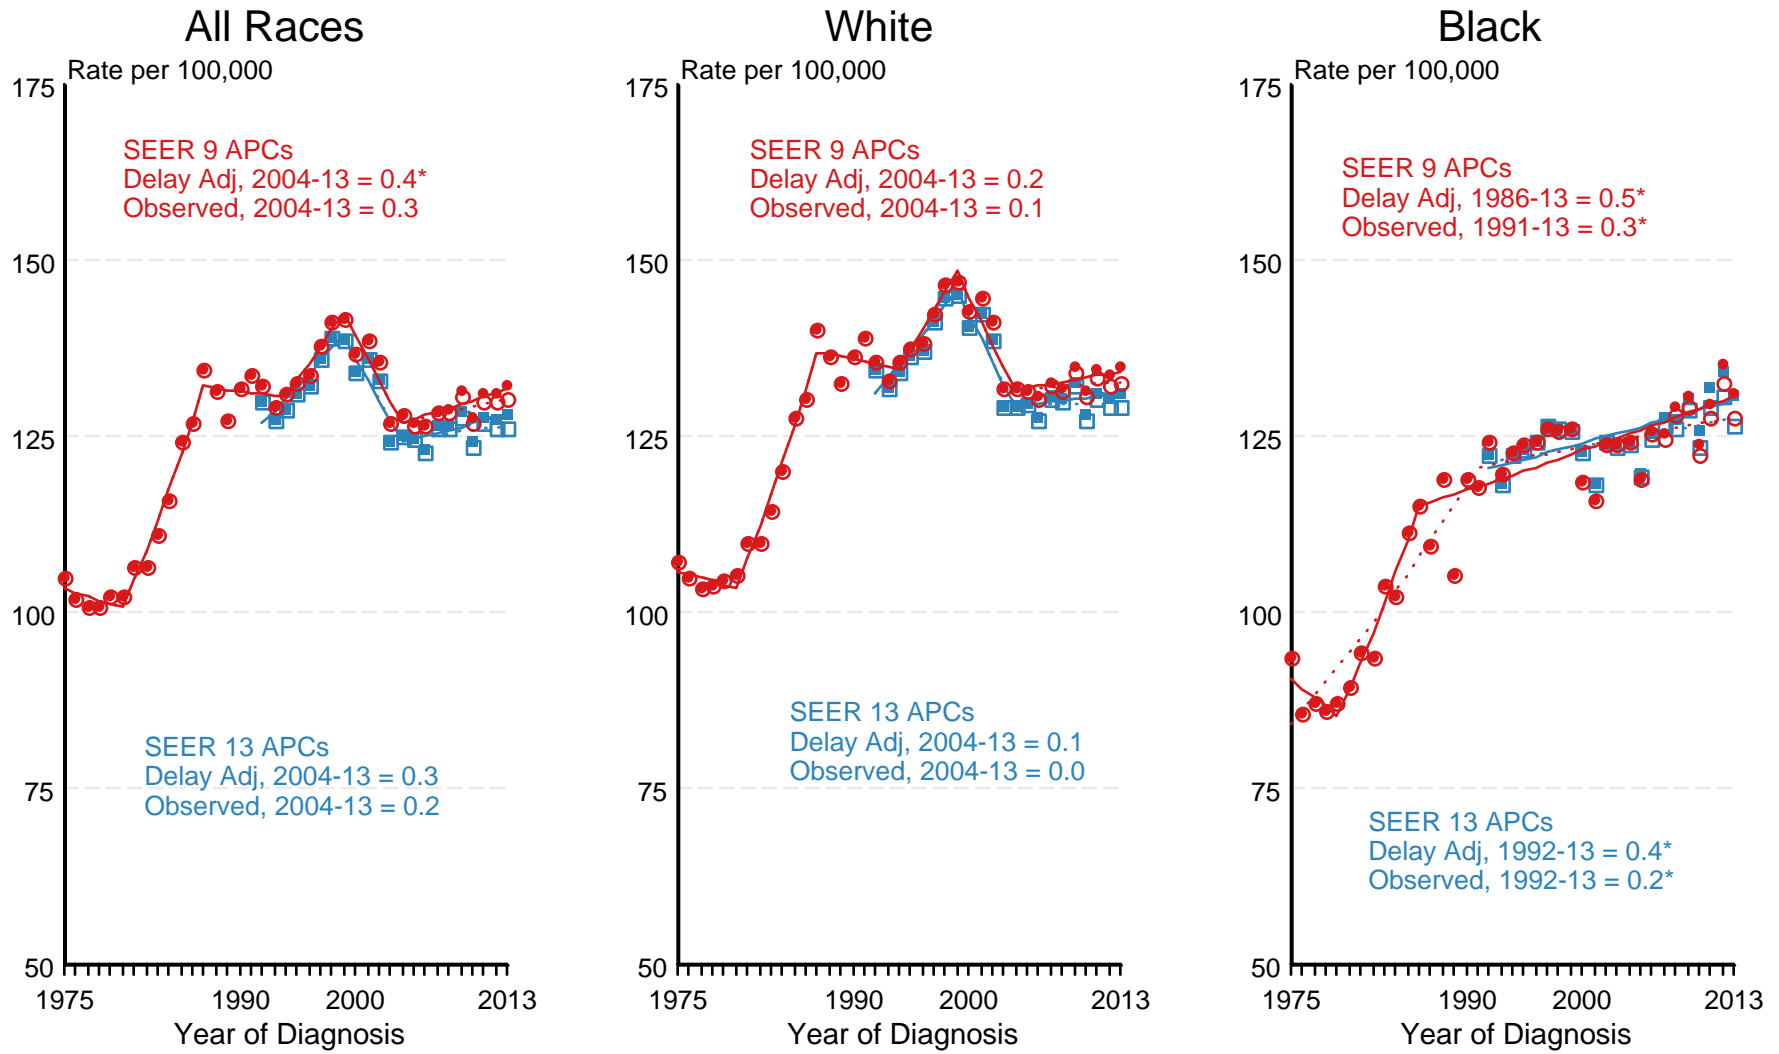 All Races
Rate per 100,000
175
150
125
100
75
50
SEER 9 APCs
Delay Adj, 2004-13 = 0.4*
Observed, 2004-13 = 0.3
SEER 13 APCs
Delay Adj, 2004-13 = 0.3
Observed, 2004-13 = 0.2
1975 1990 2000 2013
Year of Diagnosis
White
Rate per 100,000
175
150
125
100
75
50
SEER 9 APCs
Delay Adj, 2004-13 = 0.2
Observed, 2004-13 = 0.1
SEER 13 APCs
Delay Adj, 2004-13 = 0.1
Observed, 2004-13 = 0.0
1975 1990 2000 2013
Year of Diagnosis
Black
Rate per 100,000
175
150
125
100
75
50
SEER 9 APCs
Delay Adj, 1986-13 = 0.5*
Observed, 1991-13 = 0.3*
SEER 13 APCs
Delay Adj, 1992-13 = 0.4*
Observed, 1992-13 = 0.2*
1975 1990 2000 2013
Year of Diagnosis